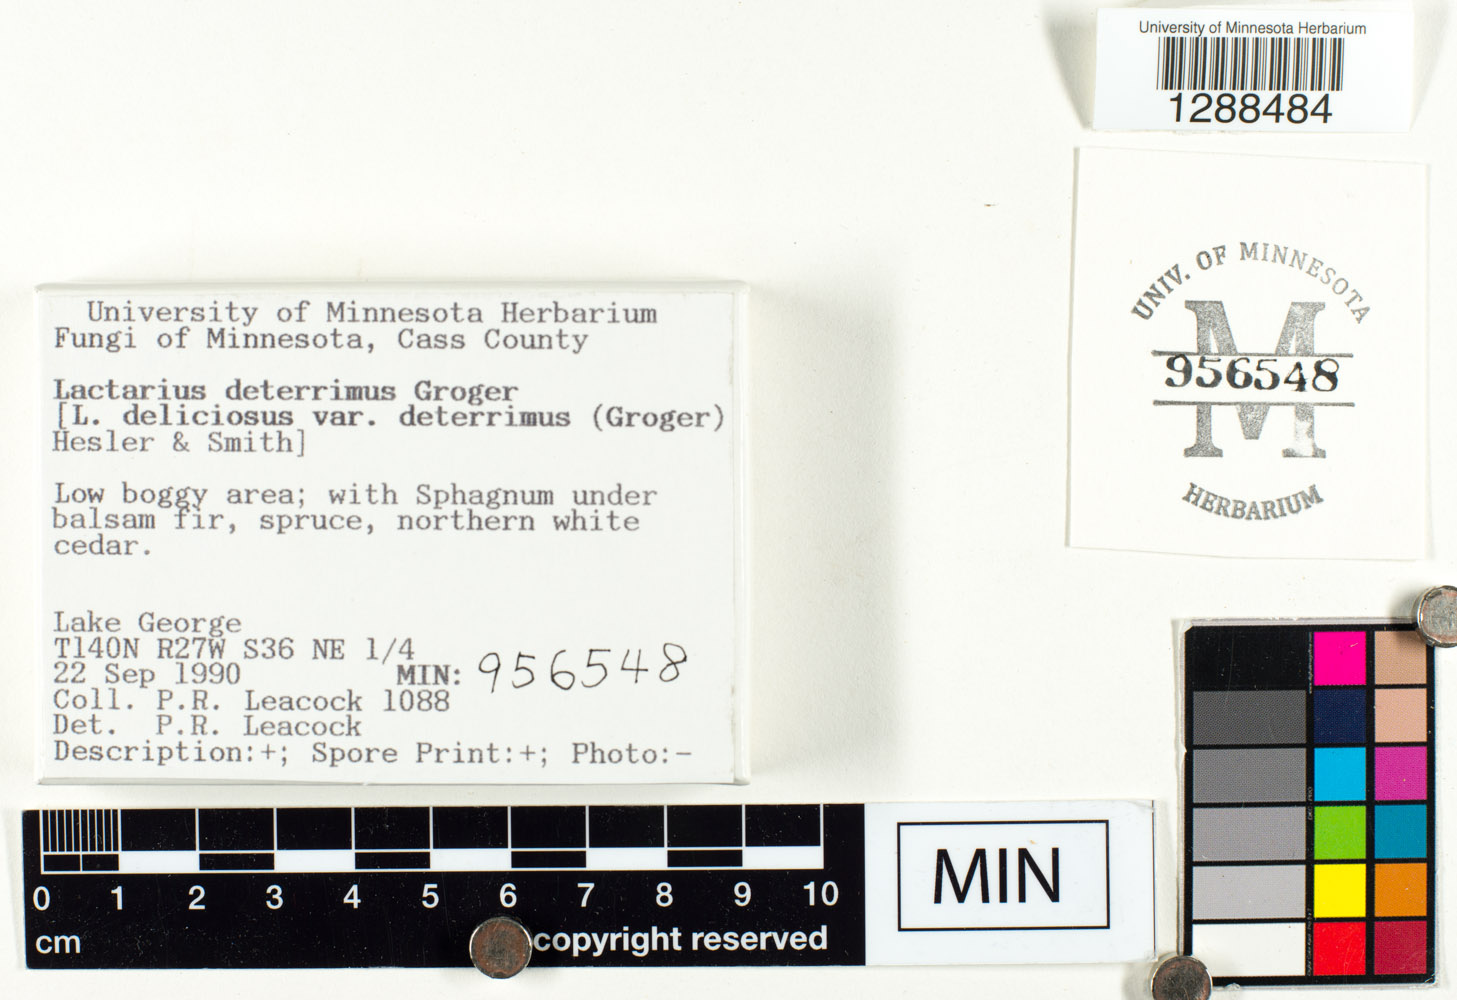 University of Minnesota Herbarium
1288484
UNIV. OF MINNESOTA
M
956548
HERBARIUM
University of Minnesota Herbarium
Fungi of Minnesota, Cass County
Lactarius deterrimus Groger
[L. deliciosus var. deterrimus (Groger)
Hesler & Smith]
Low boggy area; with Sphagnum under
balsam fir, spruce, northern white
cedar.
Lake George
T140N R27W S36 NE 1/4
22 Sep 1990 MIN: 956548
Coll. P.R. Leacock 1088
Det. P.R. Leacock
Description:+; Spore Print:+; Photo:-
0 1 2 3 4 5 6 7 8 9 10
cm
copyright reserved
MIN